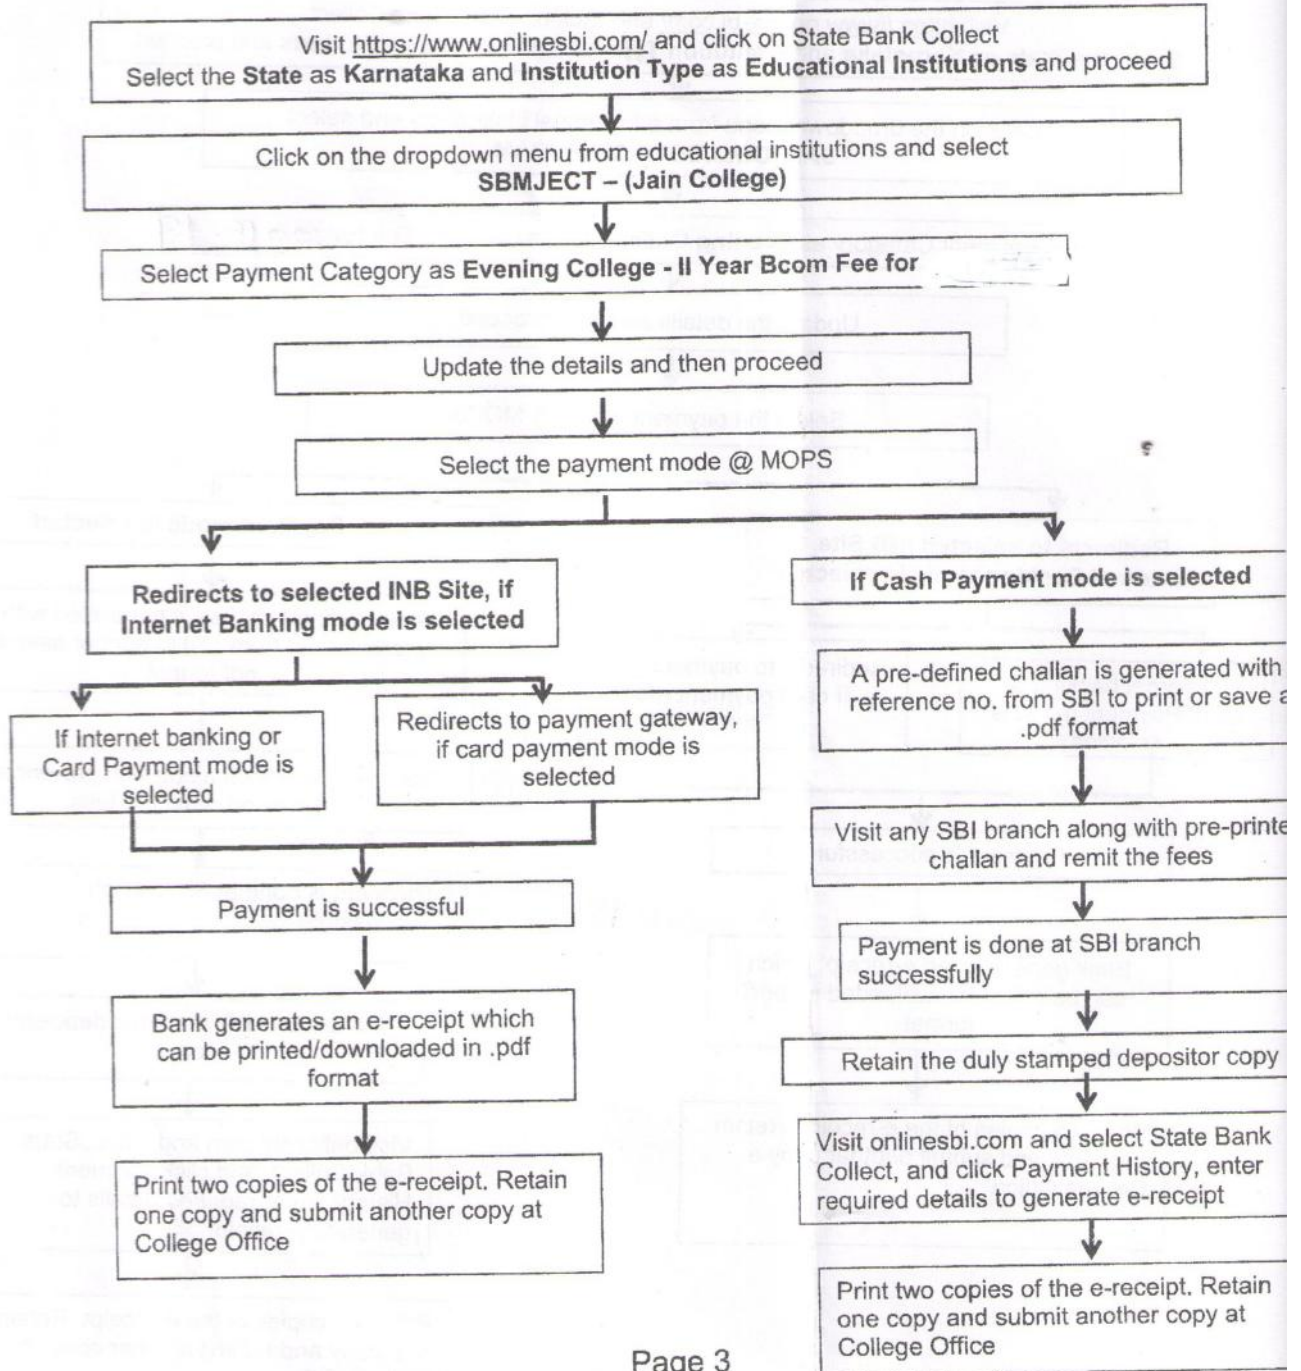 Visit https://www.onlinesbi.com/ and click on State Bank Collect
Select the State as Karnataka and Institution Type as Educational Institutions and proceed
Click on the dropdown menu from educational institutions and select
SBMJECT – (Jain College)
Select Payment Category as Evening College - II Year Bcom Fee for
Update the details and then proceed
Select the payment mode @ MOPS
Redirects to selected INB Site, if
Internet Banking mode is selected
If Internet banking or
Card Payment mode is
selected
Redirects to payment gateway,
if card payment mode is
selected
Payment is successful
Bank generates an e-receipt which
can be printed/downloaded in .pdf
format
Print two copies of the e-receipt. Retain
one copy and submit another copy at
College Office
If Cash Payment mode is selected
A pre-defined challan is generated with
reference no. from SBI to print or save a
.pdf format
Visit any SBI branch along with pre-printe
challan and remit the fees
Payment is done at SBI branch
successfully
Retain the duly stamped depositor copy
Visit onlinesbi.com and select State Bank
Collect, and click Payment History, enter
required details to generate e-receipt
Print two copies of the e-receipt. Retain
one copy and submit another copy at
College Office
Page 3